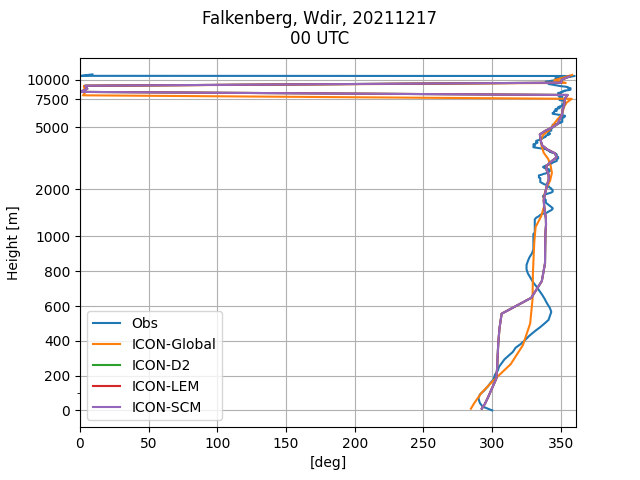 Falkenberg, Wdir, 20211217
00 UTC
Height [m]
10000
7500
5000
2000
1000
800
600
400
200
0
Obs
ICON-Global
ICON-D2
ICON-LEM
ICON-SCM
0 50 100 150 200 250 300 350
[deg]